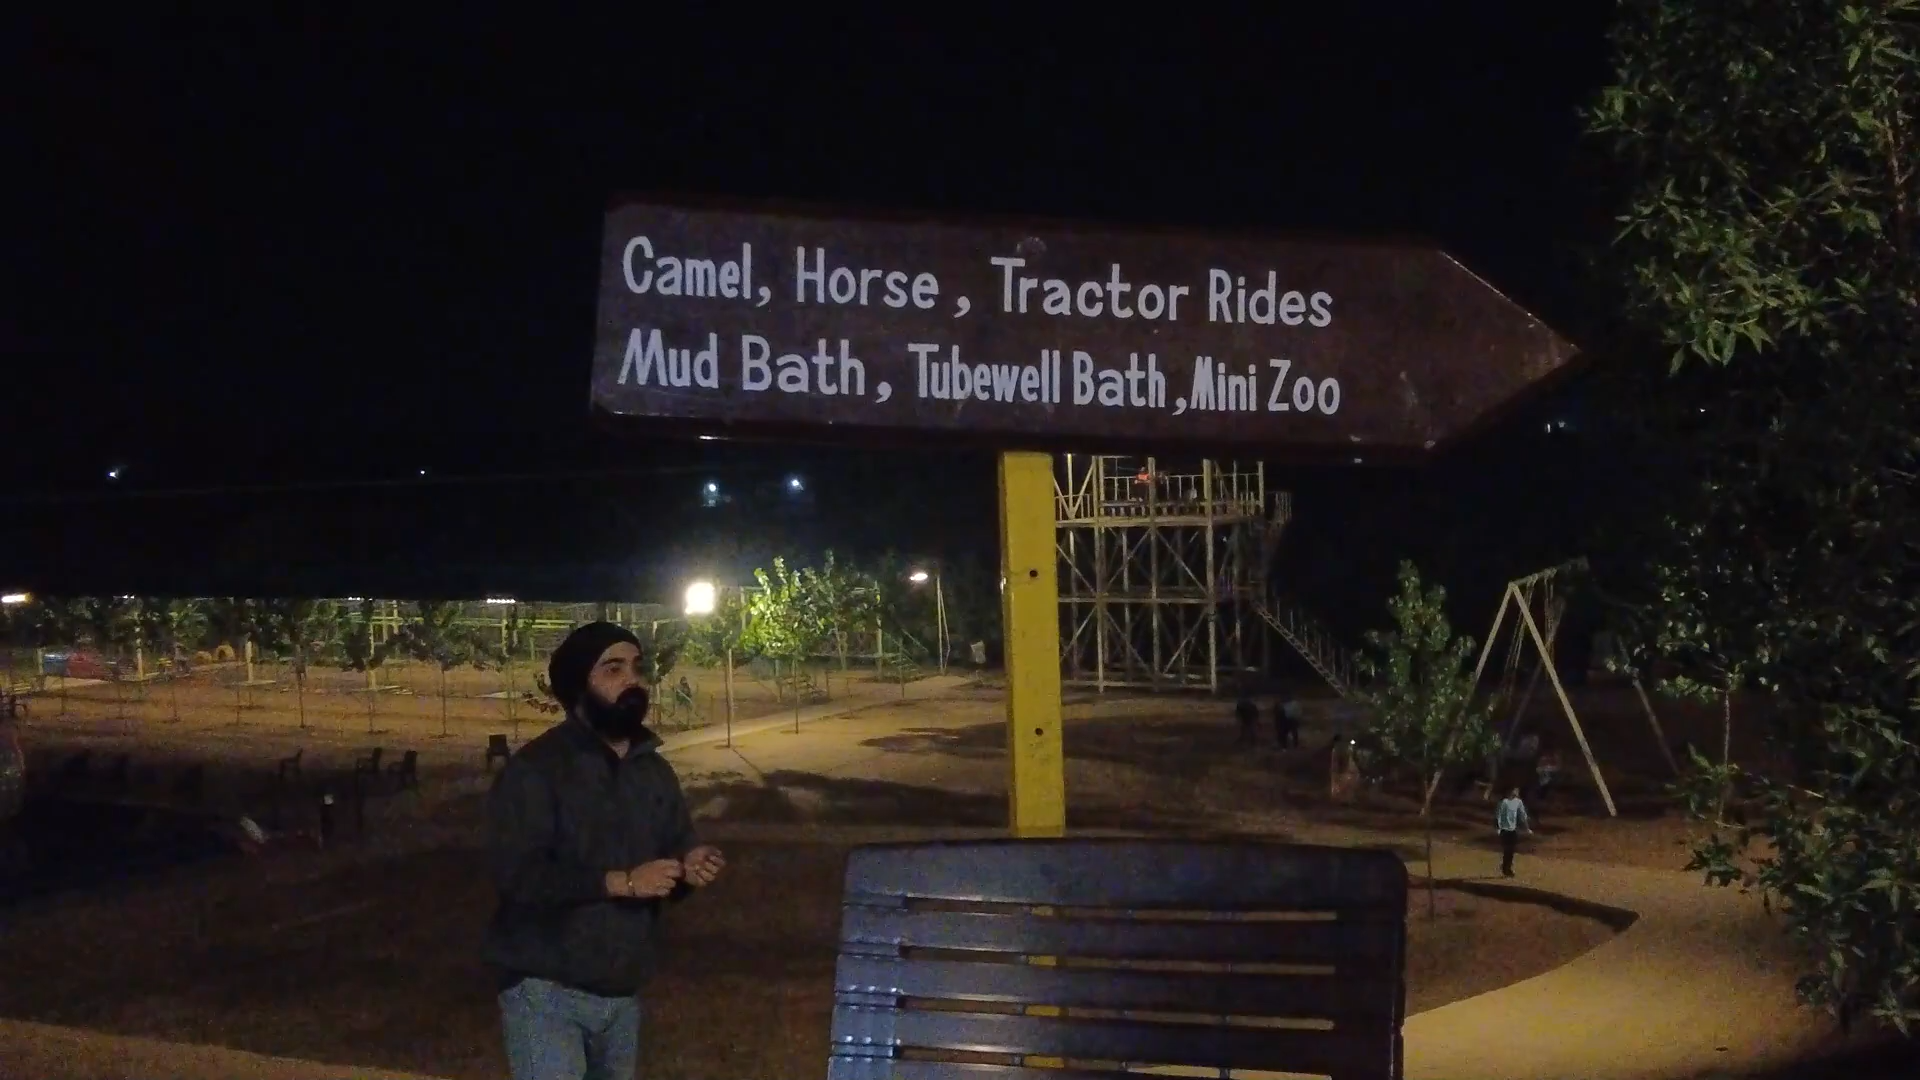 Camel, Horse, Tractor Rides
Mud Bath, Tubewell Bath, Mini Zoo